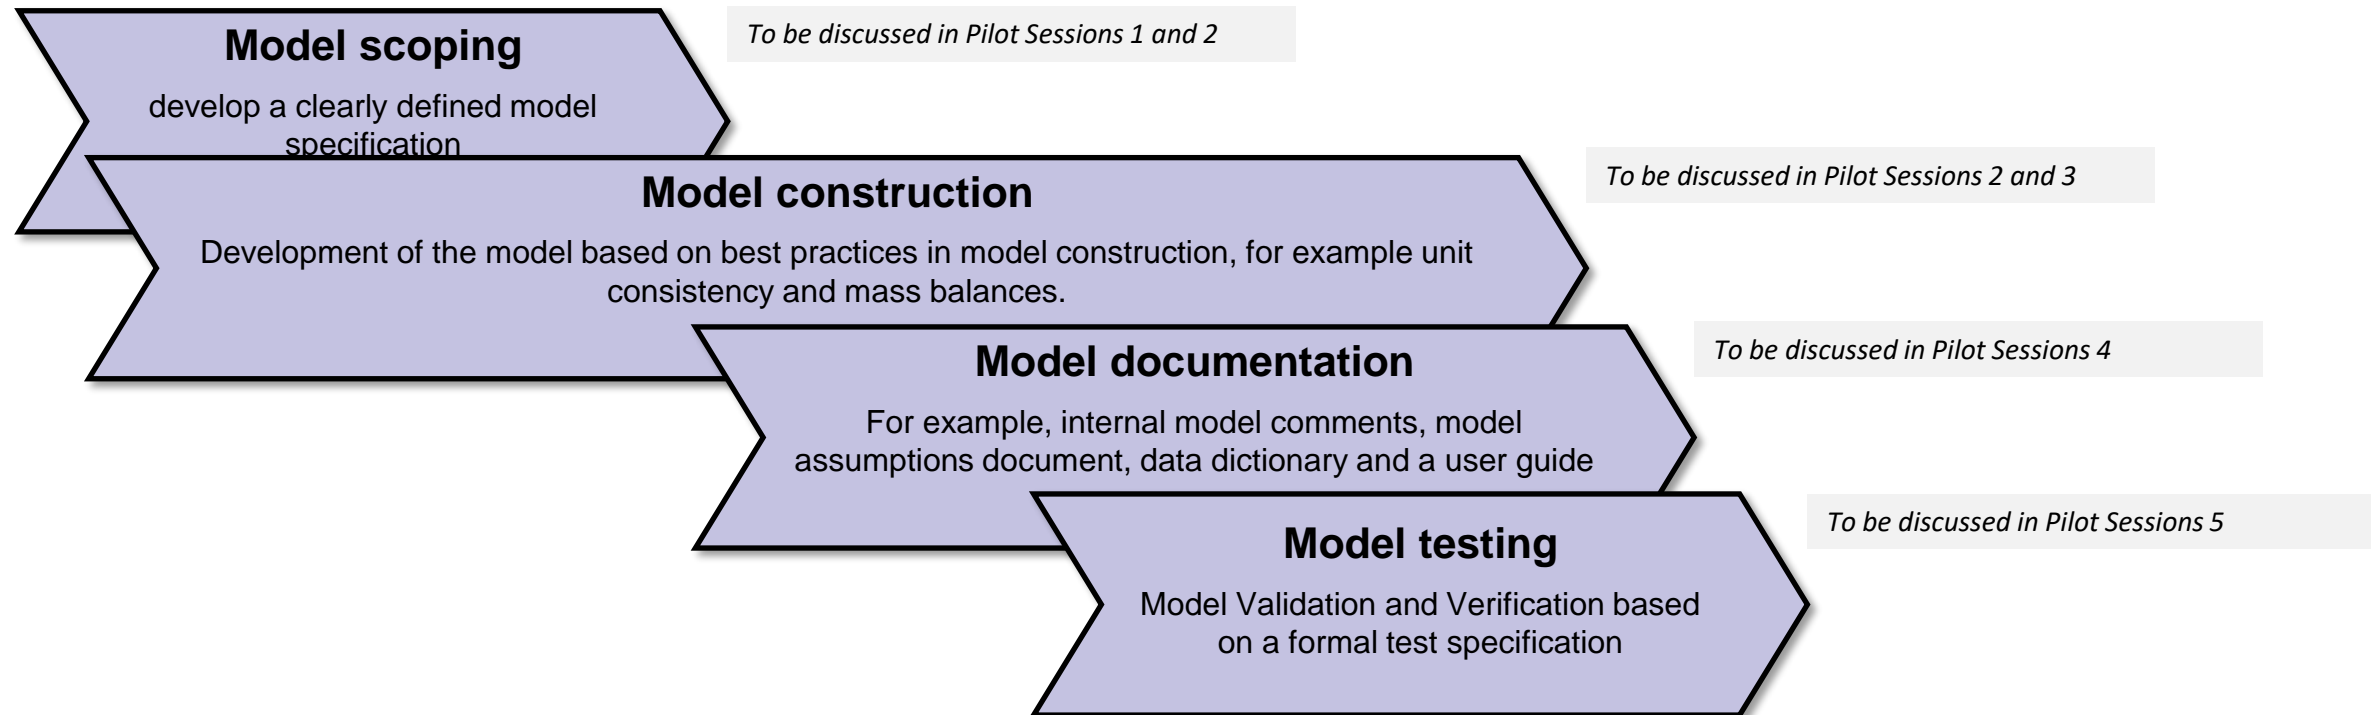 Model scoping
To be discussed in Pilot Sessions 1 and 2
develop a clearly defined model
specification
Model construction
To be discussed in Pilot Sessions 2 and 3
Development of the model based on best practices in model construction, for example unit
consistency and mass balances.
Model documentation
To be discussed in Pilot Sessions 4
For example, internal model comments, model
assumptions document, data dictionary and a user guide
Model testing
To be discussed in Pilot Sessions 5
Model Validation and Verification based
on a formal test specification